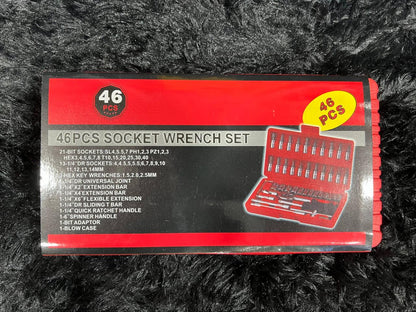 46
PCS
46
PCS
46PCS SOCKET WRENCH SET
21-BIT SOCKETS:SL4,5.5,7 PH1,2,3 PZ1,2,3
HEX3,4,5,6,7,8 T10,15,20,25,30,40
13-1/4"DR SOCKETS:4,4.5,5,5.5,6,7,8,9,10
11,12,13,14MM
3-HEX KEY WRENCHES:1.5,2.0,2.5MM
1-1/4"DR UNIVERSAL JOINT
1-1/4"X2" EXTENSION BAR
1-1/4"X4" EXTENSION BAR
1-1/4"X6" FLEXIBLE EXTENSION
1-1/4"DR SLIDING T BAR
1-1/4"QUICK RATCHET HANDLE
1-6"SPINNER HANDLE
1-BIT ADAPTOR
1-BLOW CASE